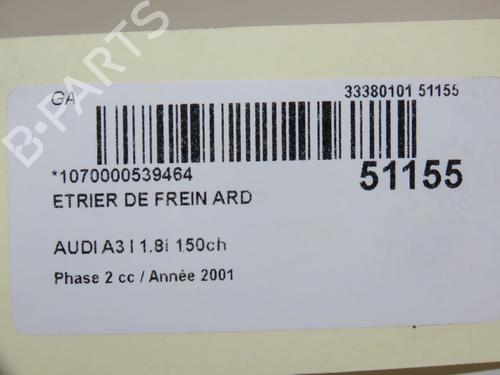 GA
33380101 51155
*1070000539464
51155
ETRIER DE FREIN ARD
AUDI A3 I 1.8i 150ch
Phase 2 cc / Année 2001
B-PARTS